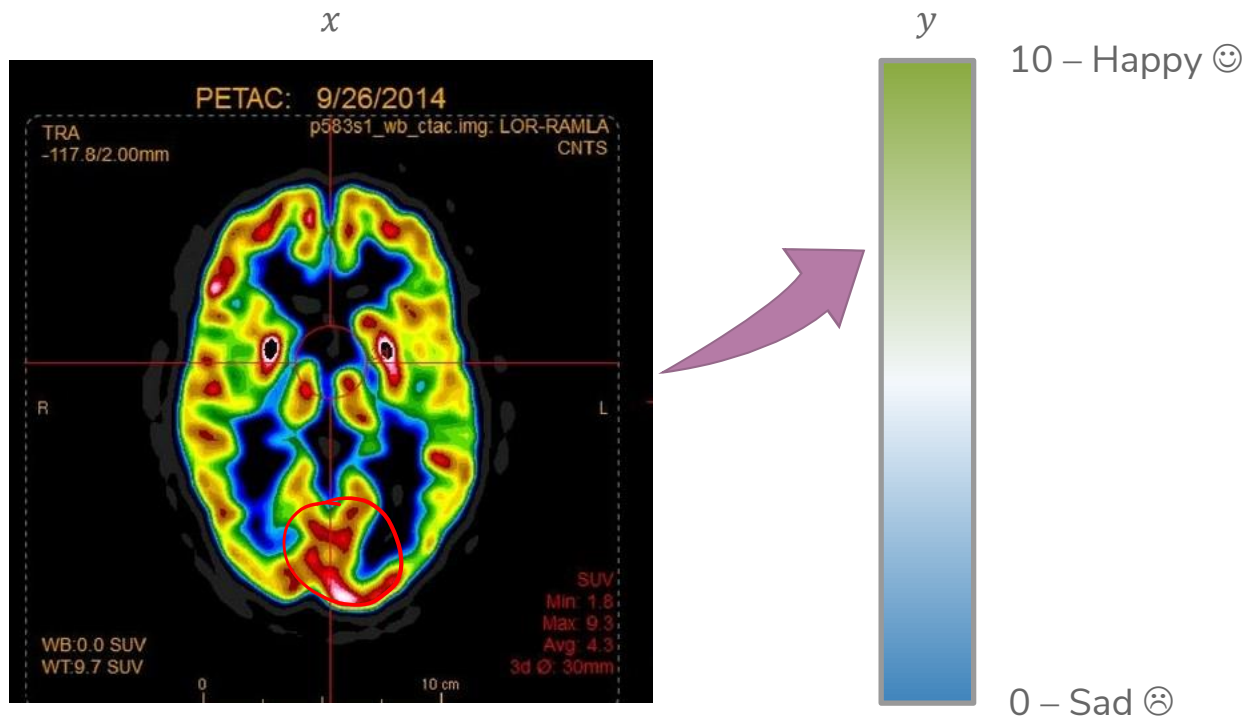 x
y
10 – Happy ☺
PETAC: 9/26/2014
TRA
-117.8/2.00mm
p583s1_wb_ctac.img: LOR-RAMLA
CNTS
R
L
SUV
Min: 1.8
Max: 9.3
Avg: 4.3
3d Ø: 30mm
WB:0.0 SUV
WT:9.7 SUV
0
10 cm
0 – Sad ☹